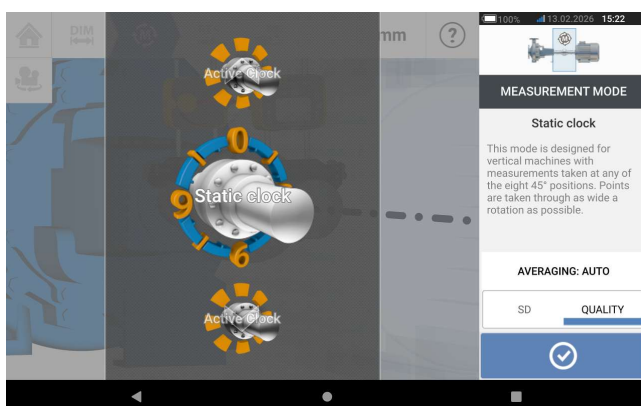 DIM
mm
?
100%
13.02.2026 15:22
Active Clock
0
Static clock
9
6
Active Clock
MEASUREMENT MODE
Static clock
This mode is designed for
vertical machines with
measurements taken at any of
the eight 45° positions. Points
are taken through as wide a
rotation as possible.
AVERAGING: AUTO
SD QUALITY